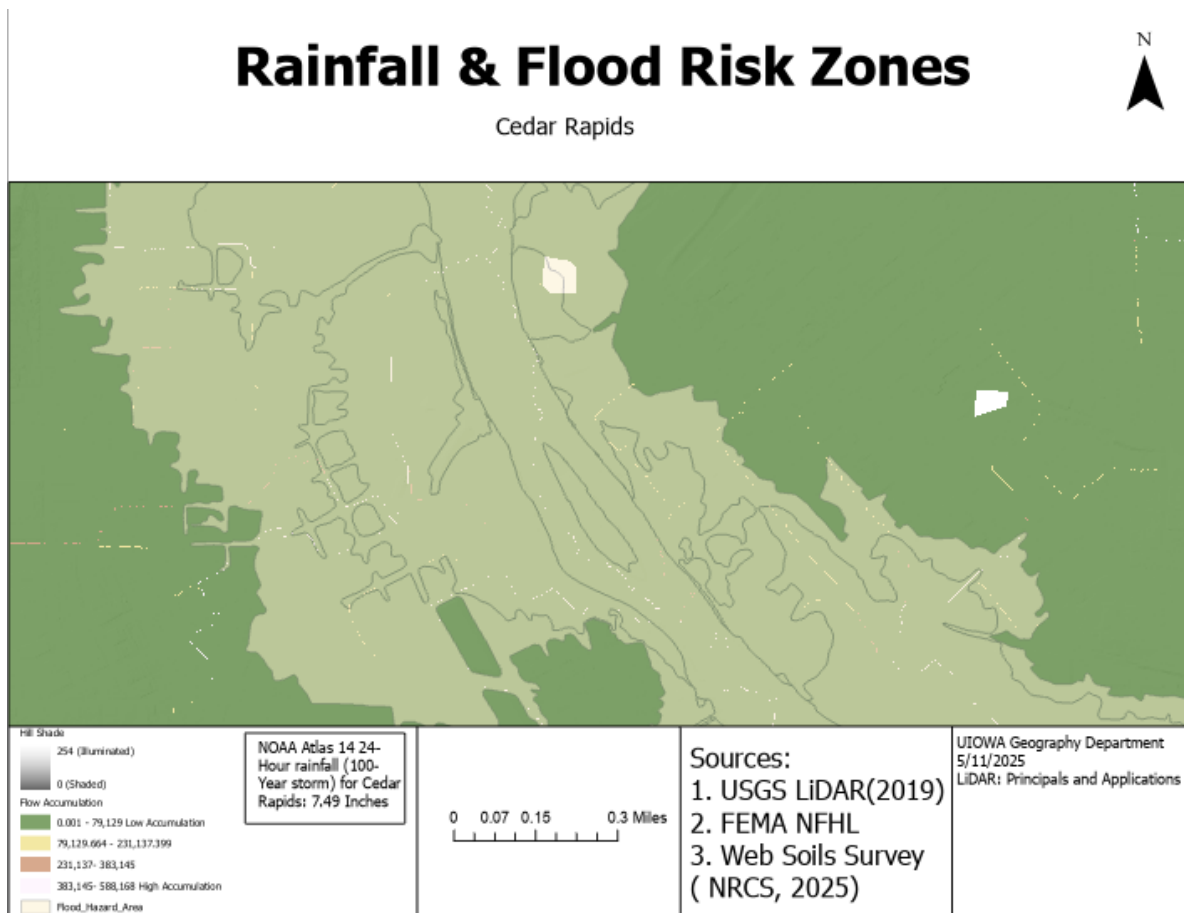 Rainfall & Flood Risk Zones
N
Cedar Rapids
Hill Shade
254 (Illuminated)
0 (Shaded)
Flow Accumulation
0.001 - 79,129 Low Accumulation
79,129.664 - 231,137.399
231,137- 383,145
383,145- 588,168 High Accumulation
Flood_Hazard_Area
NOAA Atlas 14 24-
Hour rainfall (100-
Year storm) for Cedar
Rapids: 7.49 Inches
0 0.07 0.15 0.3 Miles
Sources:
1. USGS LiDAR(2019)
2. FEMA NFHL
3. Web Soils Survey
( NRCS, 2025)
UIOWA Geography Department
5/11/2025
LiDAR: Principals and Applications